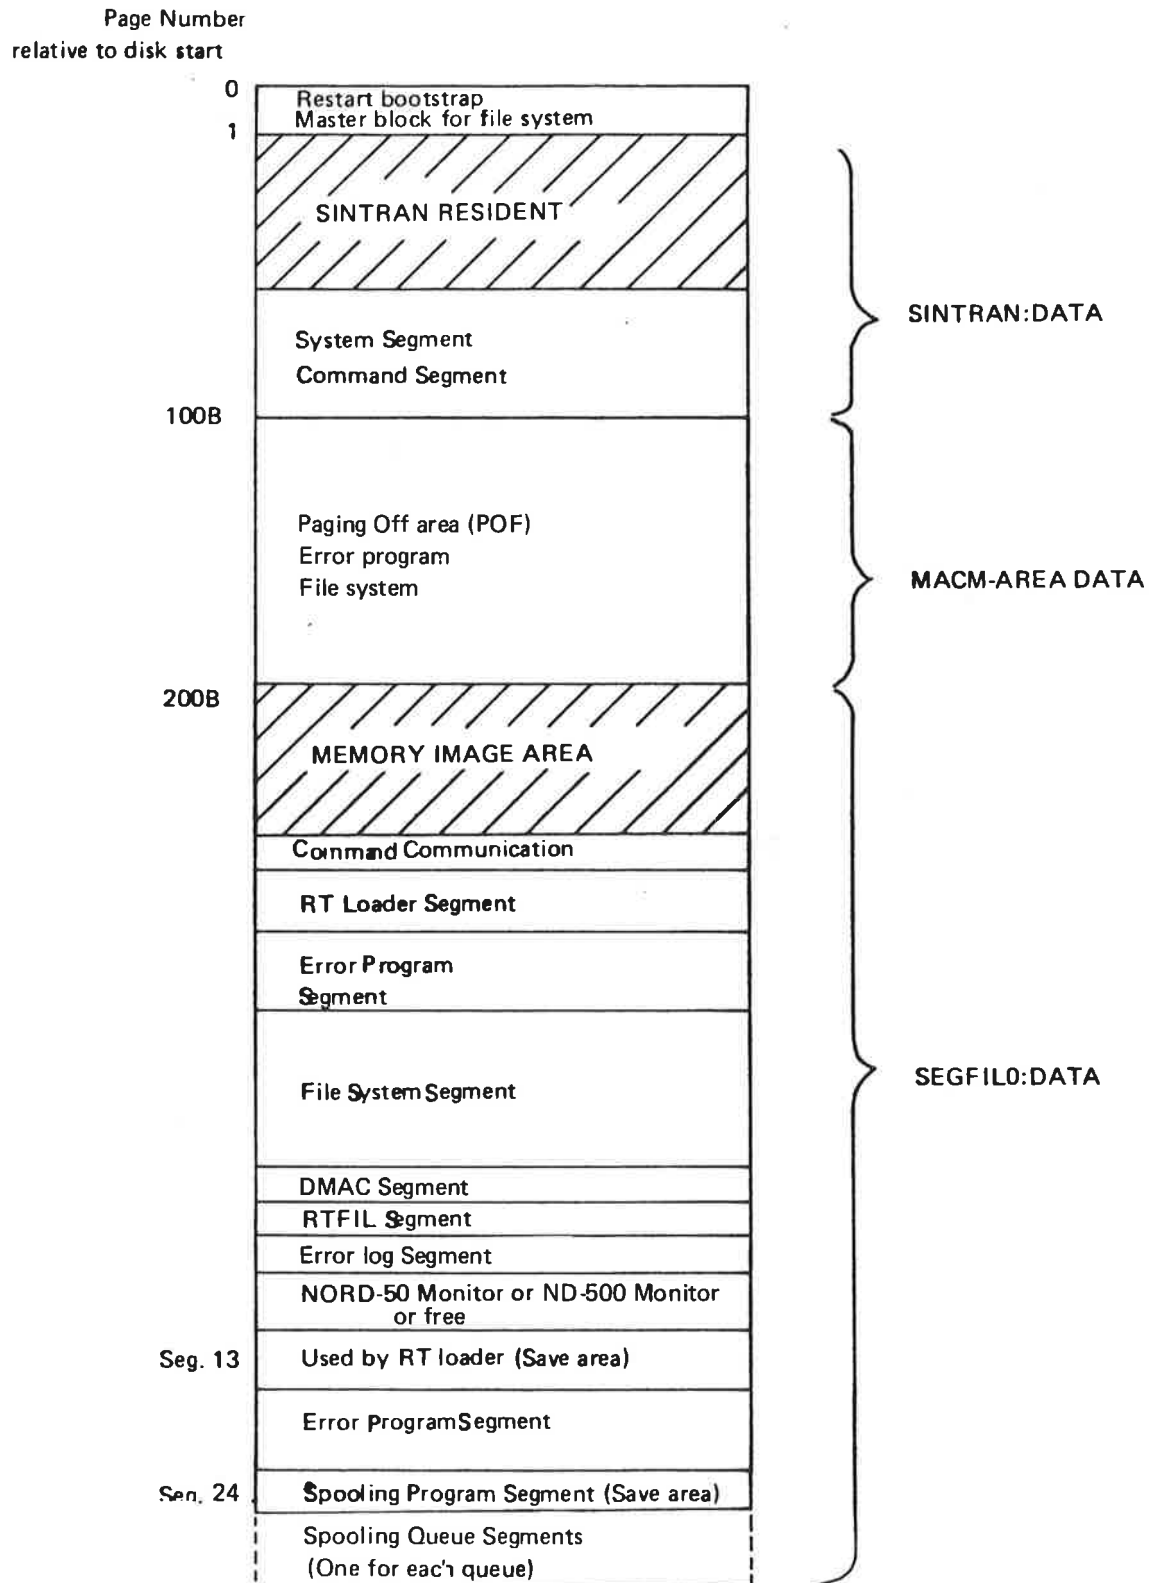 Page Number
relative to disk start
0
Restart bootstrap
Master block for file system
1
SINTRAN RESIDENT
SINTRAN:DATA
System Segment
Command Segment
100B
Paging Off area (POF)
Error program
File system
MACM-AREA DATA
200B
MEMORY IMAGE AREA
Command Communication
RT Loader Segment
Error Program
Segment
SEGFIL0:DATA
File System Segment
DMAC Segment
RTFIL Segment
Error log Segment
NORD-50 Monitor or ND-500 Monitor
or free
Seg. 13
Used by RT loader (Save area)
Error Program Segment
Seg. 24
Spooling Program Segment (Save area)
Spooling Queue Segments
(One for each queue)